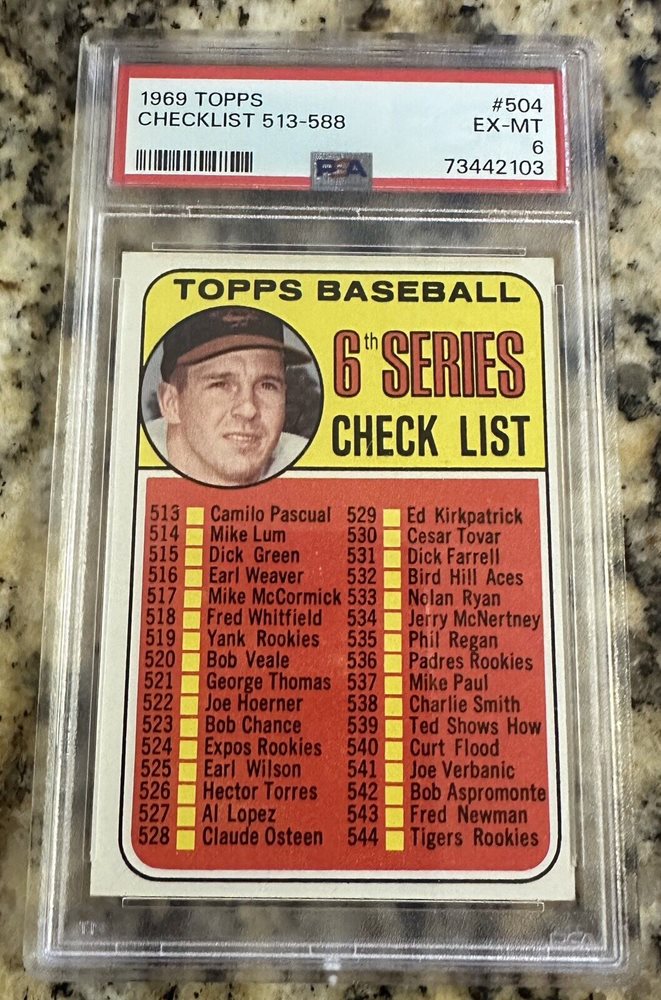 1969 TOPPS #504
CHECKLIST 513-588 EX-MT
6
PSA 73442103
TOPPS BASEBALL
6th SERIES
CHECK LIST
513 Camilo Pascual
514 Mike Lum
515 Dick Green
516 Earl Weaver
517 Mike McCormick
518 Fred Whitfield
519 Yank Rookies
520 Bob Veale
521 George Thomas
522 Joe Hoerner
523 Bob Chance
524 Expos Rookies
525 Earl Wilson
526 Hector Torres
527 Al Lopez
528 Claude Osteen
529 Ed Kirkpatrick
530 Cesar Tovar
531 Dick Farrell
532 Bird Hill Aces
533 Nolan Ryan
534 Jerry McNertney
535 Phil Regan
536 Padres Rookies
537 Mike Paul
538 Charlie Smith
539 Ted Shows How
540 Curt Flood
541 Joe Verbanic
542 Bob Aspromonte
543 Fred Newman
544 Tigers Rookies
PSA